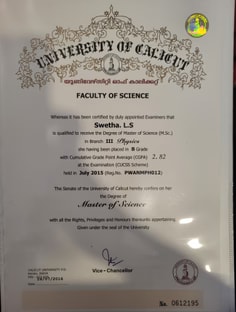 UNIVERSITY OF CALICUT
യൂണിവേഴ്സിറ്റി ഓഫ് കാലിക്കറ്റ്
FACULTY OF SCIENCE
Whereas it has been certified by duly appointed Examiners that
Swetha. L.S
is qualified to receive the Degree of Master of Science (M.Sc.)
in Branch III Physics
she having been placed in B Grade
with Cumulative Grade Point Average (CGPA) 2.82
at the Examination (CUCSS Scheme)
held in July 2015 (Reg.No. PWARMPH012)
The Senate of the University of Calicut hereby confers on her
the Degree of
Master of Science
with all the Rights, Privileges and Honours thereunto appertaining
Given under the seal of the University
Vice - Chancellor
No. 0612195